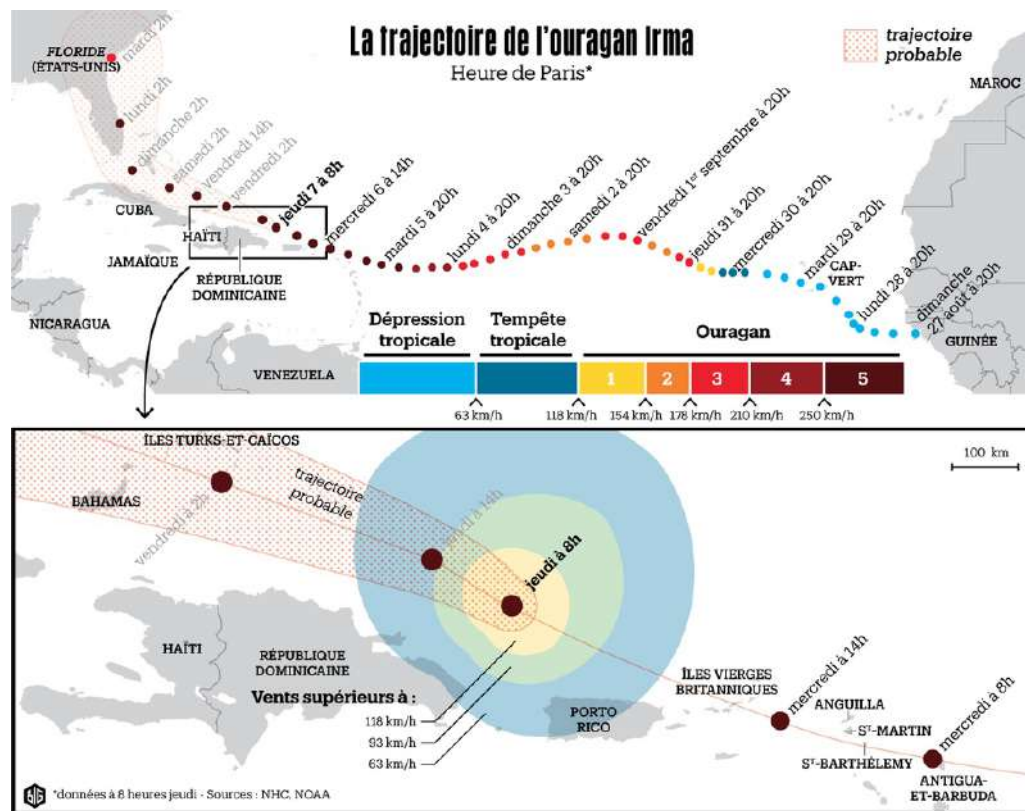 La trajectoire de l'ouragan Irma
Heure de Paris*
trajectoire
probable
FLORIDE
(ÉTATS-UNIS)
MAROC
mardi 2h
lundi 2h
dimanche 2h
samedi 2h
vendredi 14h
vendredi 2h
jeudi 7 à 8h
mercredi 6 à 14h
mardi 5 à 20h
lundi 4 à 20h
dimanche 3 à 20h
samedi 2 à 20h
vendredi 1er septembre à 20h
jeudi 31 à 20h
mercredi 30 à 20h
mardi 29 à 20h
lundi 28 à 20h
dimanche
27 août à 20h
CUBA
HAÏTI
JAMAÏQUE
RÉPUBLIQUE
DOMINICAINE
CAP-
VERT
NICARAGUA
GUINÉE
VENEZUELA
Dépression
tropicale
Tempête
tropicale
Ouragan
1 2 3 4 5
63 km/h 118 km/h 154 km/h 178 km/h 210 km/h 250 km/h
ÎLES TURKS-ET-CAÏCOS
100 km
BAHAMAS
trajectoire
probable
vendredi à 2h
jeudi à 14h
jeudi à 8h
mercredi à 14h
mercredi à 8h
HAÏTI
RÉPUBLIQUE
DOMINICAINE
ÎLES VIERGES
BRITANNIQUES
ANGUILLA
ST-MARTIN
ST-BARTHÉLEMY
PORTO
RICO
ANTIGUA-
ET-BARBUDA
Vents supérieurs à :
118 km/h
93 km/h
63 km/h
*données à 8 heures jeudi - Sources : NHC, NOAA